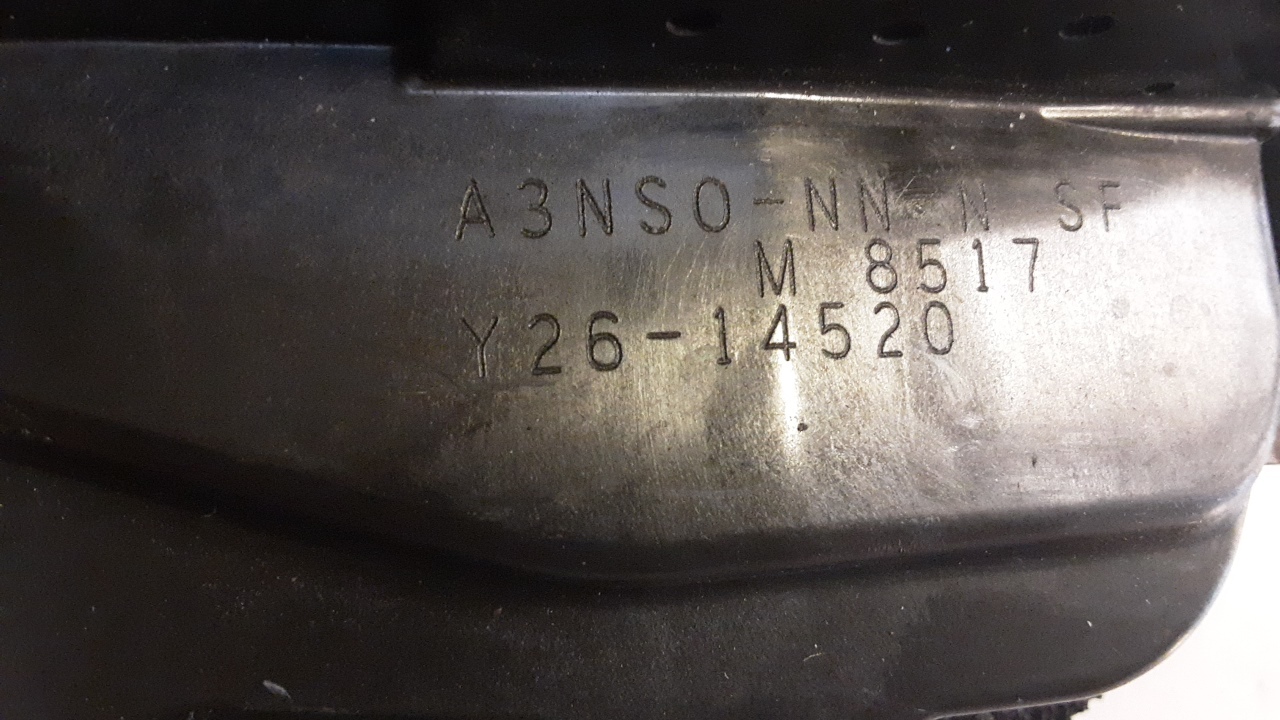 A3NSO-NN-N SF
M 8517
Y26-14520